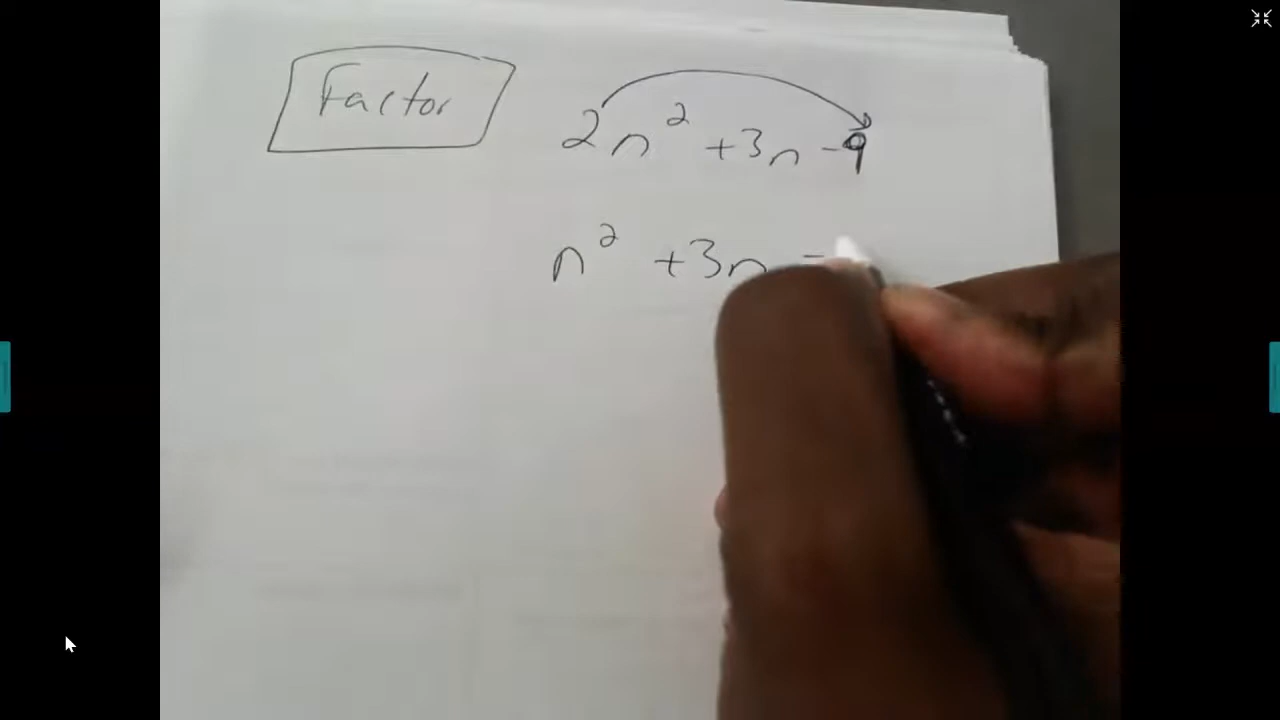 Factor
2n² +3n -9
n² +3n -